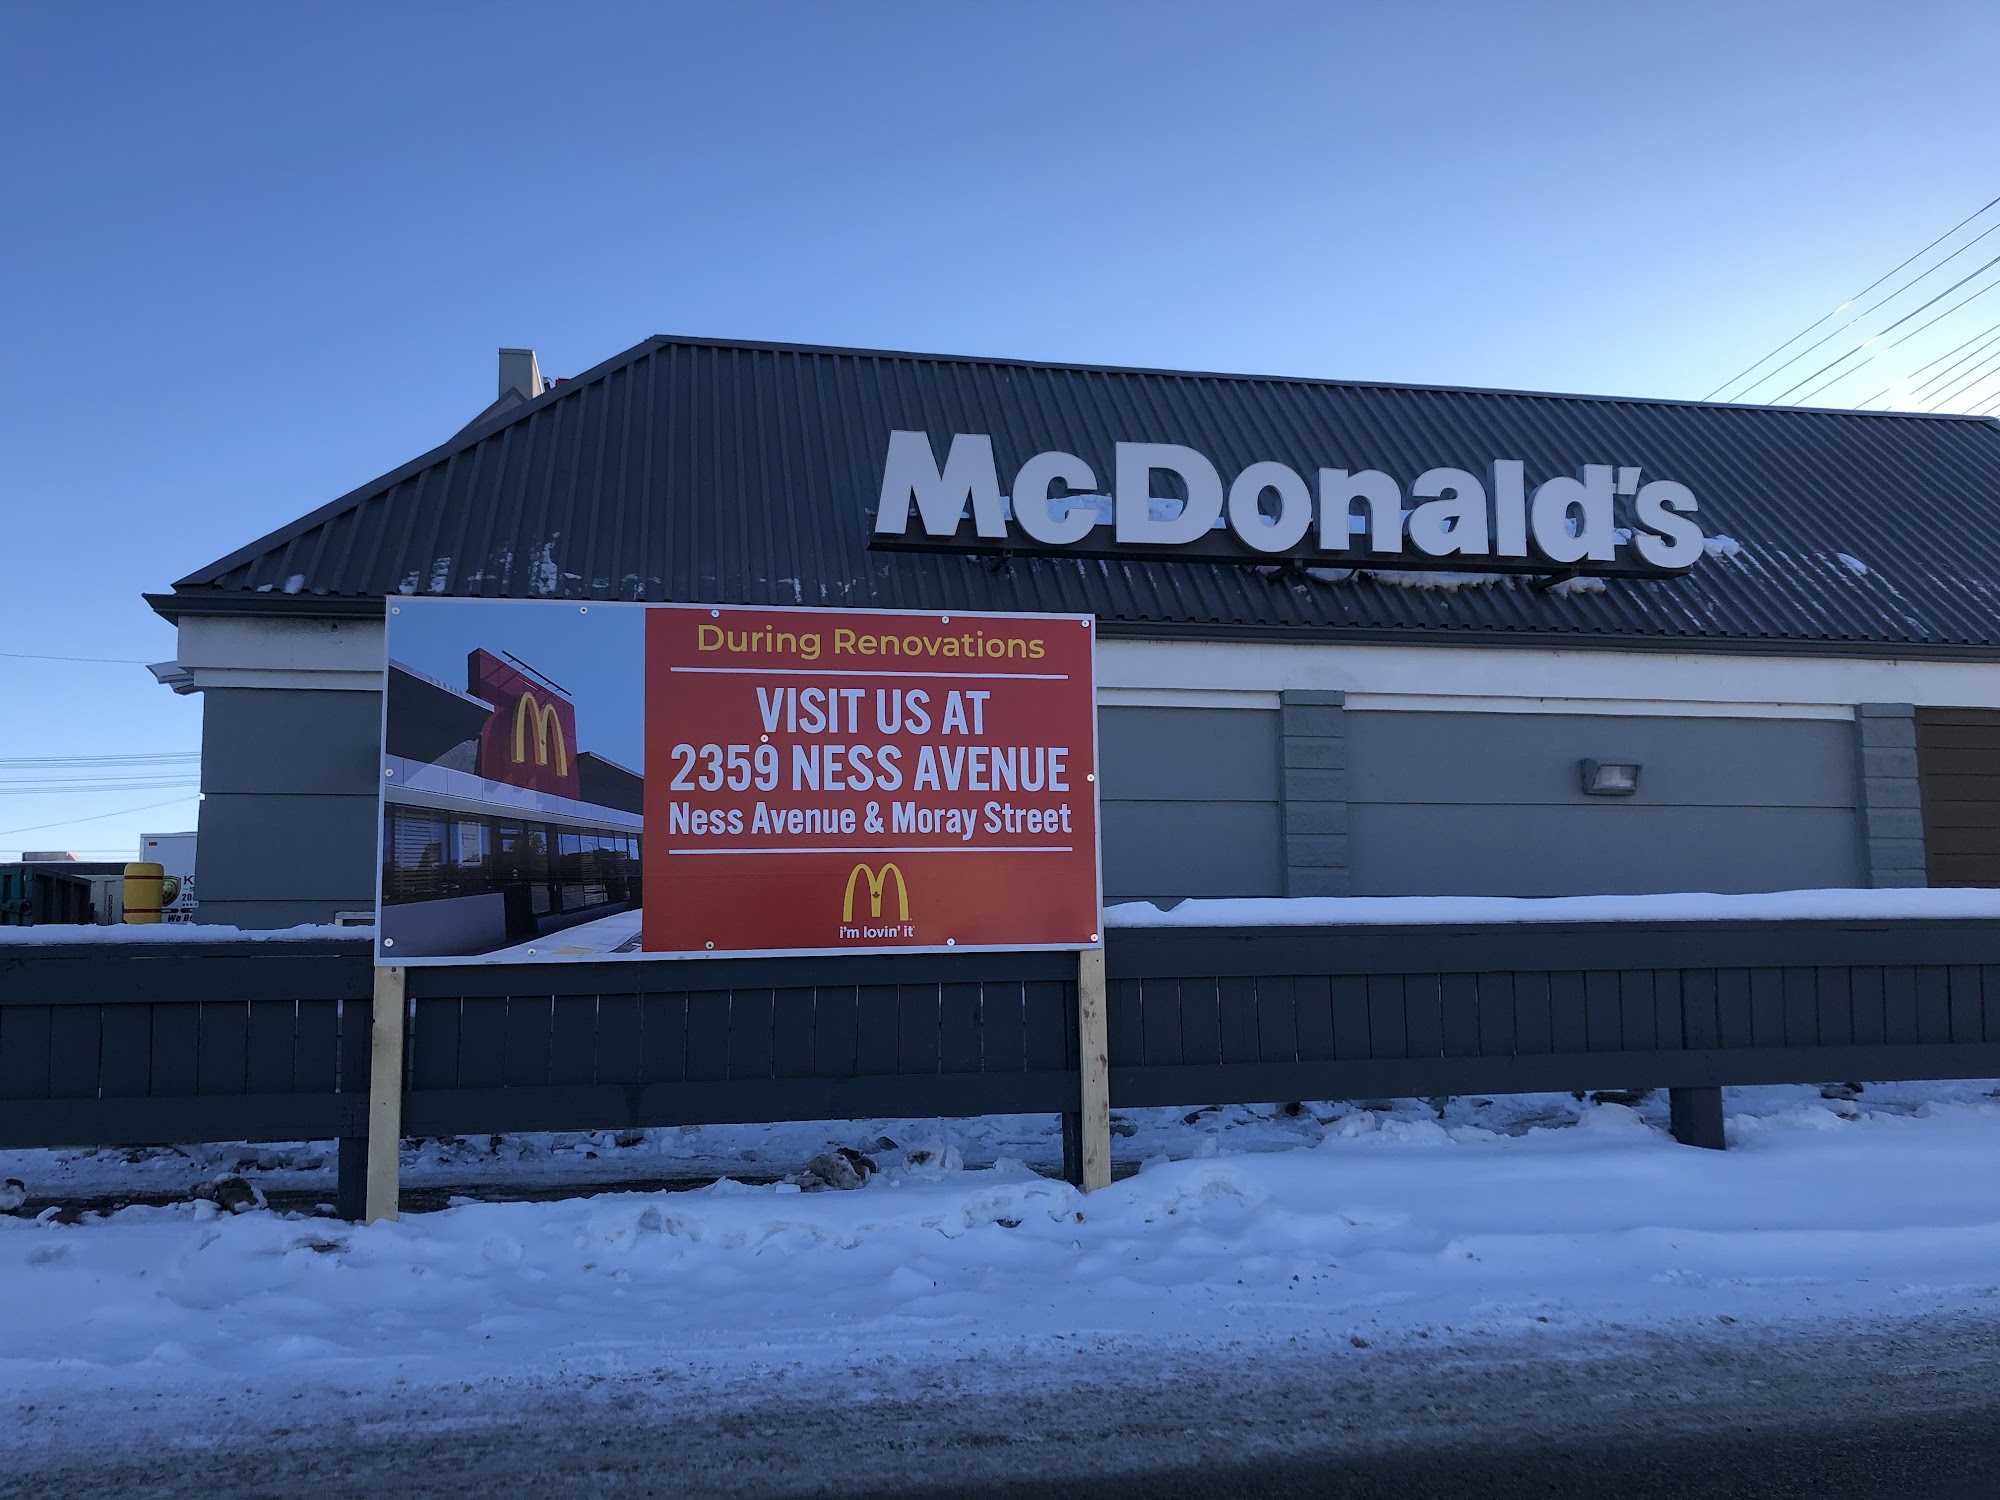 McDonald's
During Renovations
VISIT US AT
2359 NESS AVENUE
Ness Avenue & Moray Street
i'm lovin' it